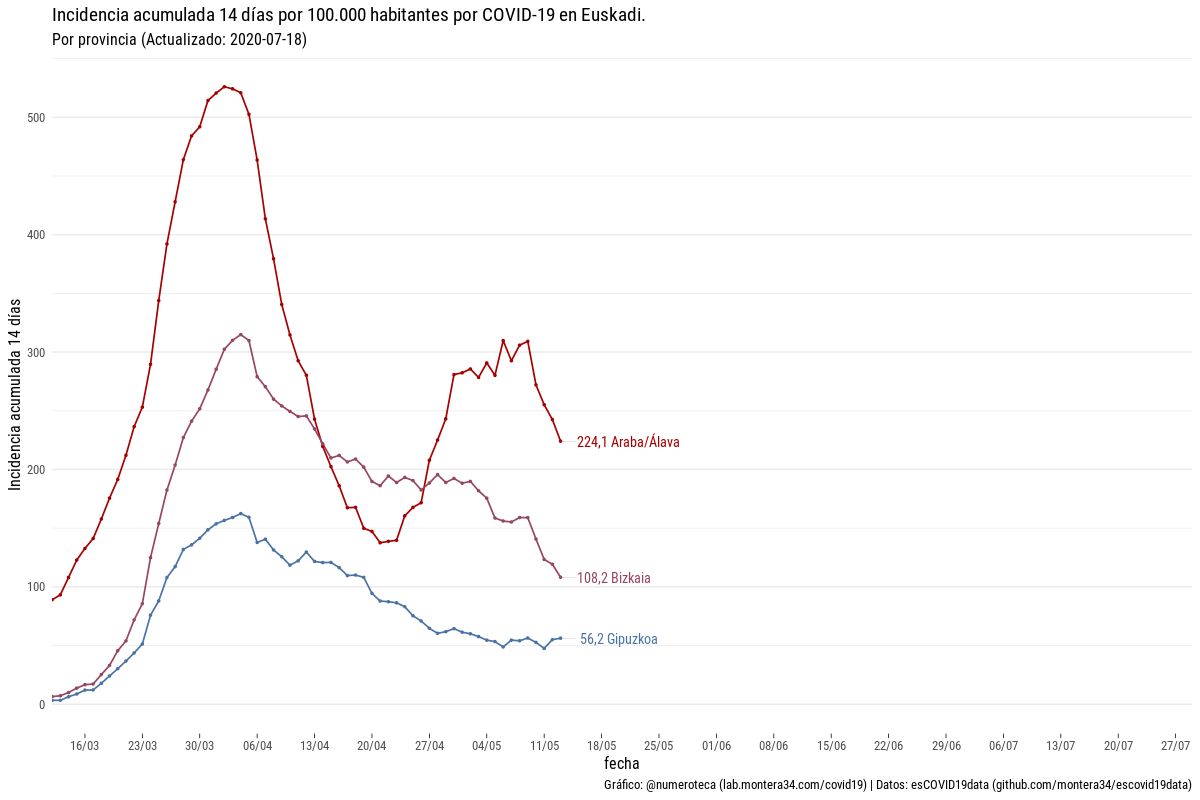 Incidencia acumulada 14 días por 100.000 habitantes por COVID-19 en Euskadi.
Por provincia (Actualizado: 2020-07-18)
Incidencia acumulada 14 días
500
400
300
200
100
0
224,1 Araba/Álava
108,2 Bizkaia
56,2 Gipuzkoa
16/03 23/03 30/03 06/04 13/04 20/04 27/04 04/05 11/05 18/05 25/05 01/06 08/06 15/06 22/06 29/06 06/07 13/07 20/07 27/07
fecha
Gráfico: @numeroteca (lab.montera34.com/covid19) | Datos: esCOVID19data (github.com/montera34/escovid19data)